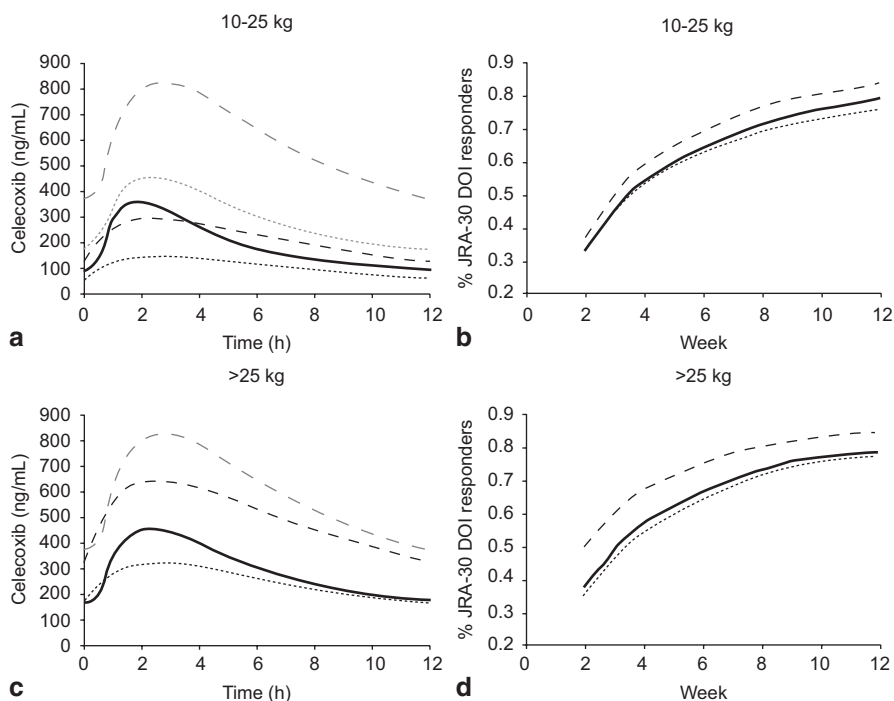 10-25 kg
Celecoxib (ng/mL)
900
800
700
600
500
400
300
200
100
0
0 2 4 6 8 10 12
Time (h)
a
10-25 kg
% JRA-30 DOI responders
0.9
0.8
0.7
0.6
0.5
0.4
0.3
0.2
0 2 4 6 8 10 12
Week
b
>25 kg
Celecoxib (ng/mL)
900
800
700
600
500
400
300
200
100
0
0 2 4 6 8 10 12
Time (h)
c
>25 kg
% JRA-30 DOI responders
0.9
0.8
0.7
0.6
0.5
0.4
0.3
0.2
0 2 4 6 8 10 12
Week
d